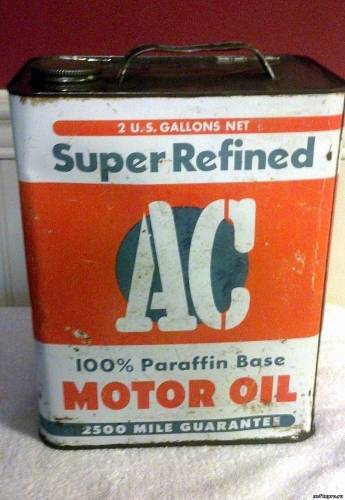 2 U.S. GALLONS NET
Super Refined
AC
100% Paraffin Base
MOTOR OIL
2500 MILE GUARANTEE